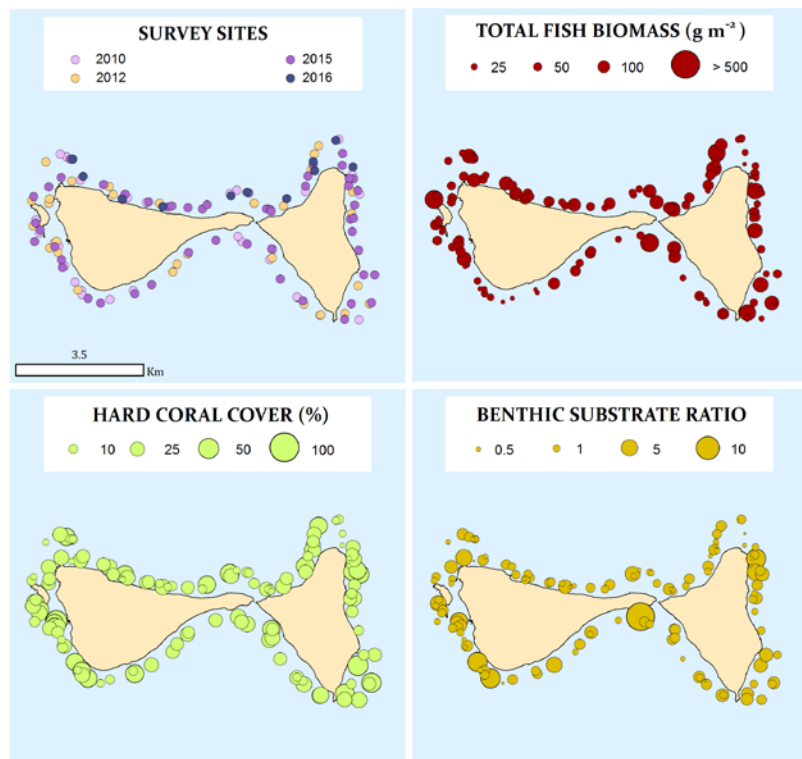 SURVEY SITES
2010 2015
2012 2016
3.5
Km
TOTAL FISH BIOMASS (g m⁻²)
25 50 100 > 500
HARD CORAL COVER (%)
10 25 50 100
BENTHIC SUBSTRATE RATIO
0.5 1 5 10